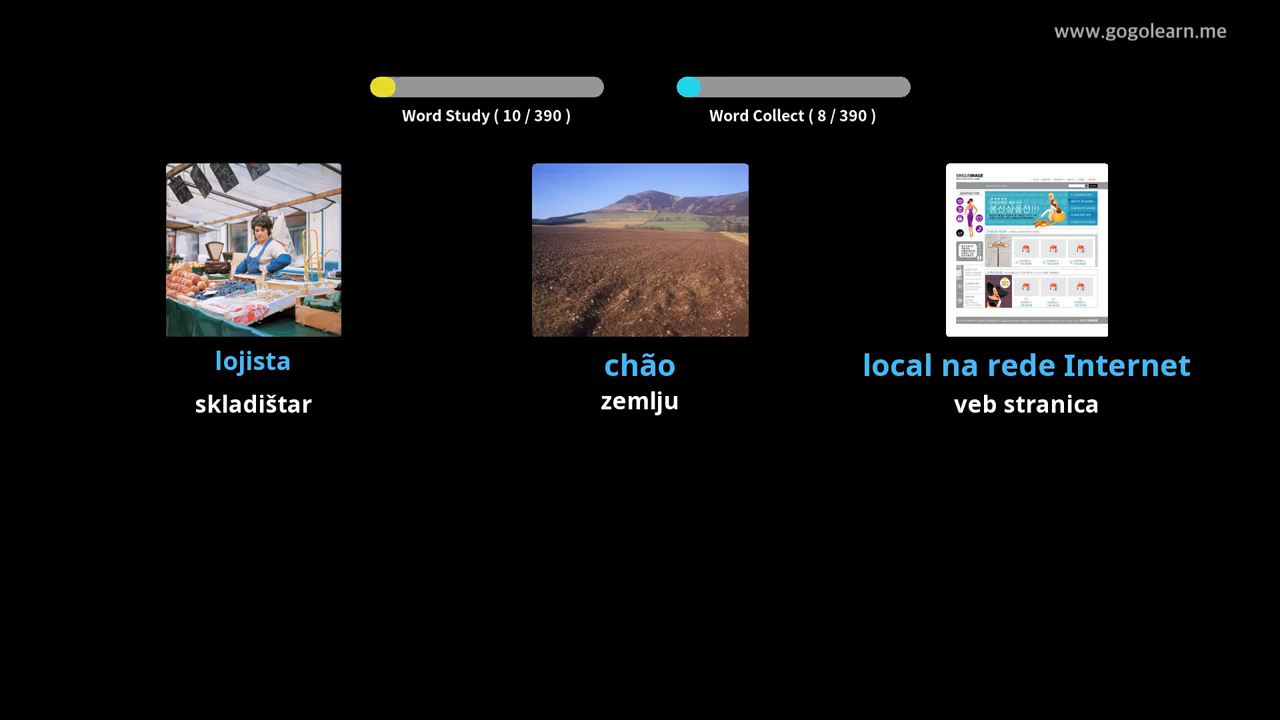 www.gogolearn.me
Word Study ( 10 / 390 )
Word Collect ( 8 / 390 )
lojista
chão
local na rede Internet
skladištar
zemlju
veb stranica